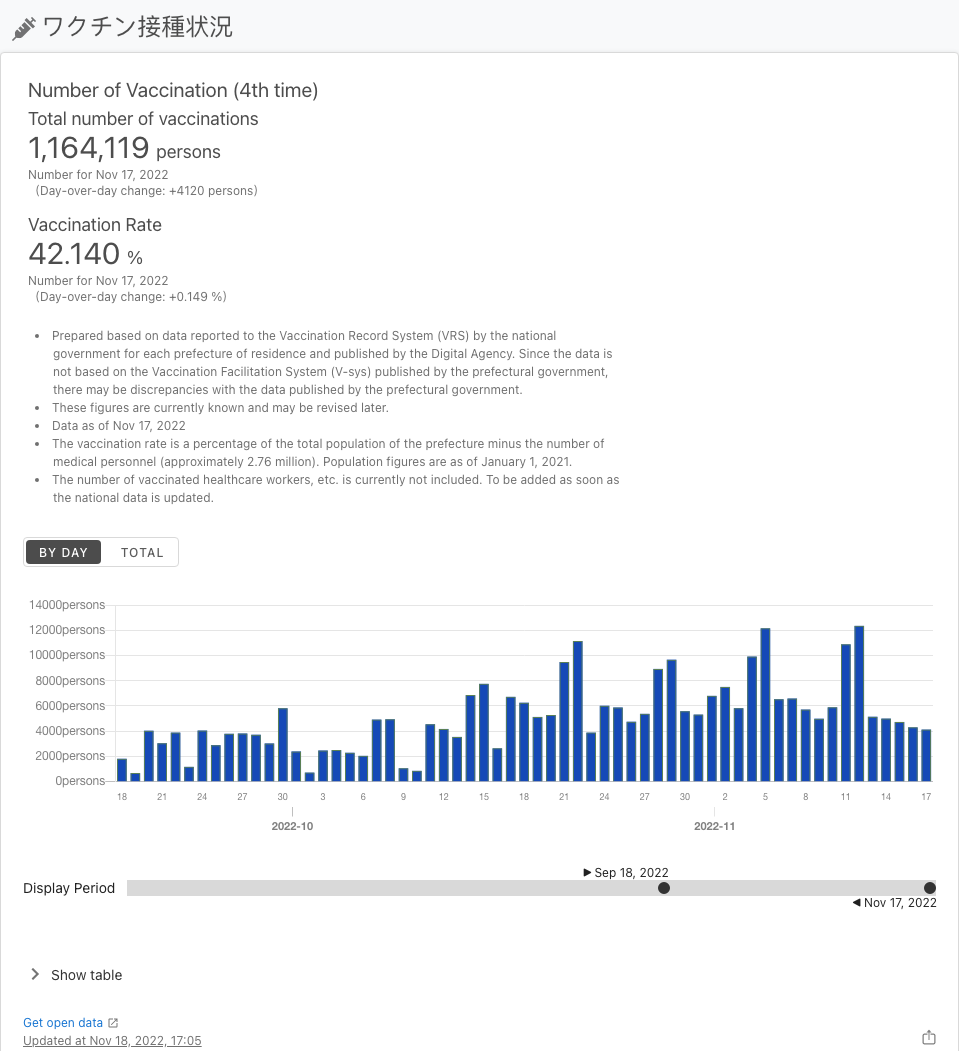 ワクチン接種状況
Number of Vaccination (4th time)
Total number of vaccinations
1,164,119 persons
Number for Nov 17, 2022
(Day-over-day change: +4120 persons)
Vaccination Rate
42.140 %
Number for Nov 17, 2022
(Day-over-day change: +0.149 %)
• Prepared based on data reported to the Vaccination Record System (VRS) by the national
government for each prefecture of residence and published by the Digital Agency. Since the data is
not based on the Vaccination Facilitation System (V-sys) published by the prefectural government,
there may be discrepancies with the data published by the prefectural government.
• These figures are currently known and may be revised later.
• Data as of Nov 17, 2022
• The vaccination rate is a percentage of the total population of the prefecture minus the number of
medical personnel (approximately 2.76 million). Population figures are as of January 1, 2021.
• The number of vaccinated healthcare workers, etc. is currently not included. To be added as soon as
the national data is updated.
BY DAY TOTAL
14000persons
12000persons
10000persons
8000persons
6000persons
4000persons
2000persons
0persons
18 21 24 27 30 3 6 9 12 15 18 21 24 27 30 2 5 8 11 14 17
2022-10 2022-11
Sep 18, 2022
Display Period
Nov 17, 2022
Show table
Get open data
Updated at Nov 18, 2022, 17:05